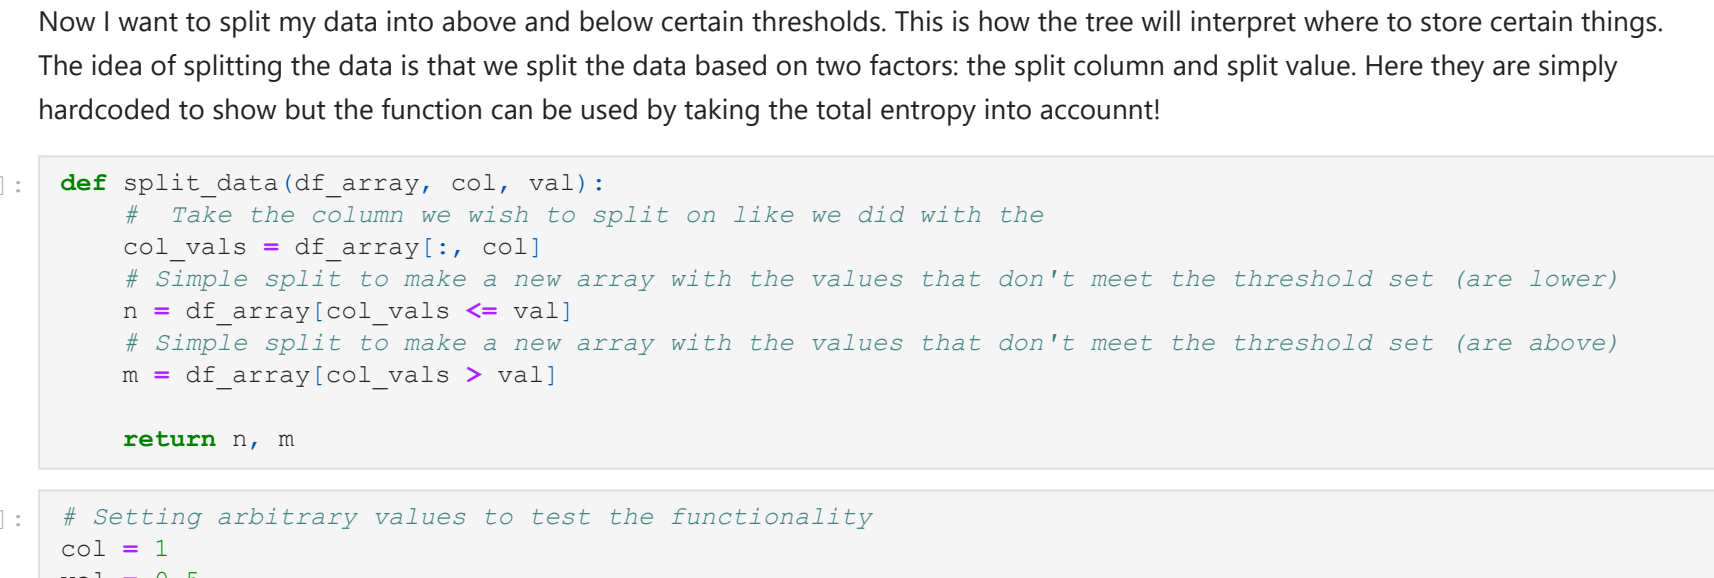 Now I want to split my data into above and below certain thresholds. This is how the tree will interpret where to store certain things.
The idea of splitting the data is that we split the data based on two factors: the split column and split value. Here they are simply
hardcoded to show but the function can be used by taking the total entropy into accounnt!
]:
def split_data(df_array, col, val):
    #  Take the column we wish to split on like we did with the
    col_vals = df_array[:, col]
    # Simple split to make a new array with the values that don't meet the threshold set (are lower)
    n = df_array[col_vals <= val]
    # Simple split to make a new array with the values that don't meet the threshold set (are above)
    m = df_array[col_vals > val]
    return n, m
]:
# Setting arbitrary values to test the functionality
col = 1